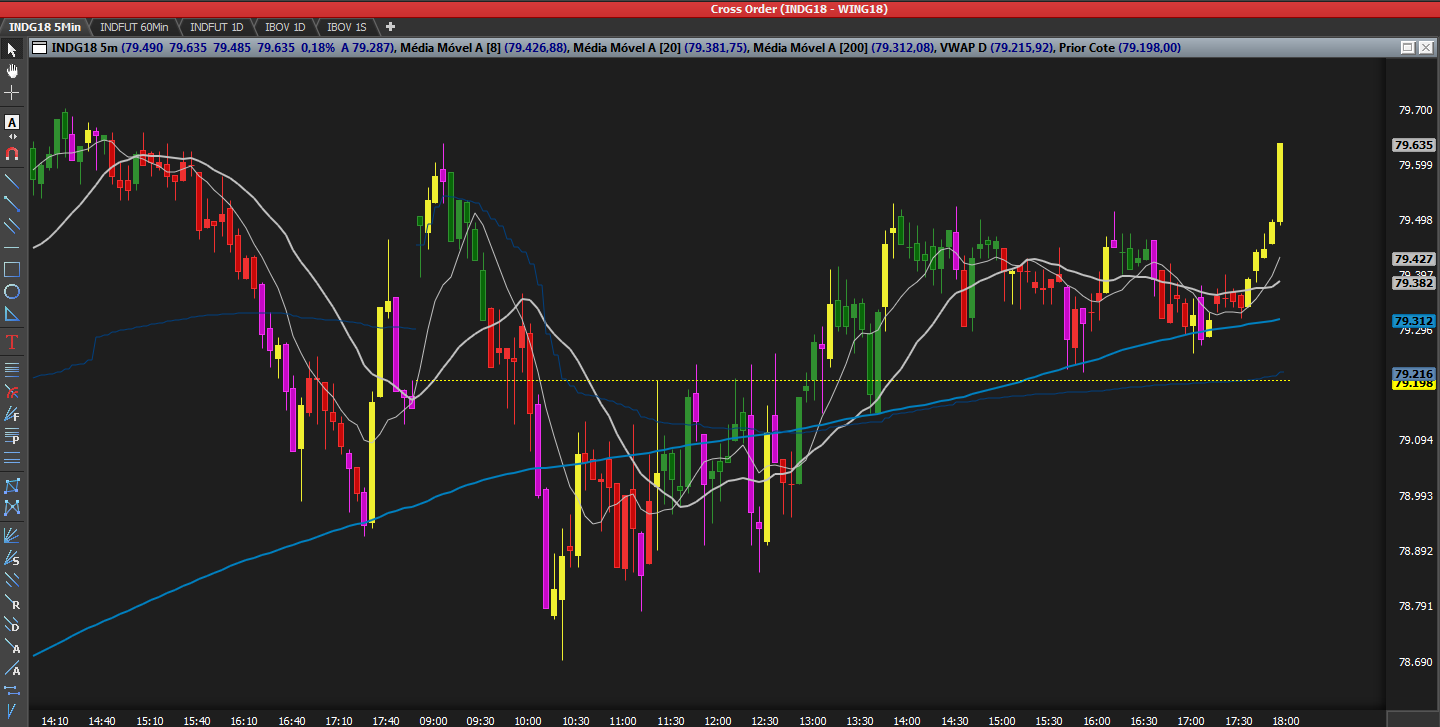 Cross Order (INDG18 - WING18)
INDG18 5Min INDFUT 60Min INDFUT 1D IBOV 1D IBOV 1S
INDG18 5m (79.490 79.635 79.485 79.635 0,18% A 79.287), Média Móvel A [8] (79.426,88), Média Móvel A [20] (79.381,75), Média Móvel A [200] (79.312,08), VWAP D (79.215,92), Prior Cote (79.198,00)
A
T
F
P
S
R
D
A
A
79.700
79.635
79.599
79.498
79.427
79.397
79.382
79.312
79.296
79.216
79.198
79.094
78.993
78.892
78.791
78.690
14:10 14:40 15:10 15:40 16:10 16:40 17:10 17:40 09:00 09:30 10:00 10:30 11:00 11:30 12:00 12:30 13:00 13:30 14:00 14:30 15:00 15:30 16:00 16:30 17:00 17:30 18:00